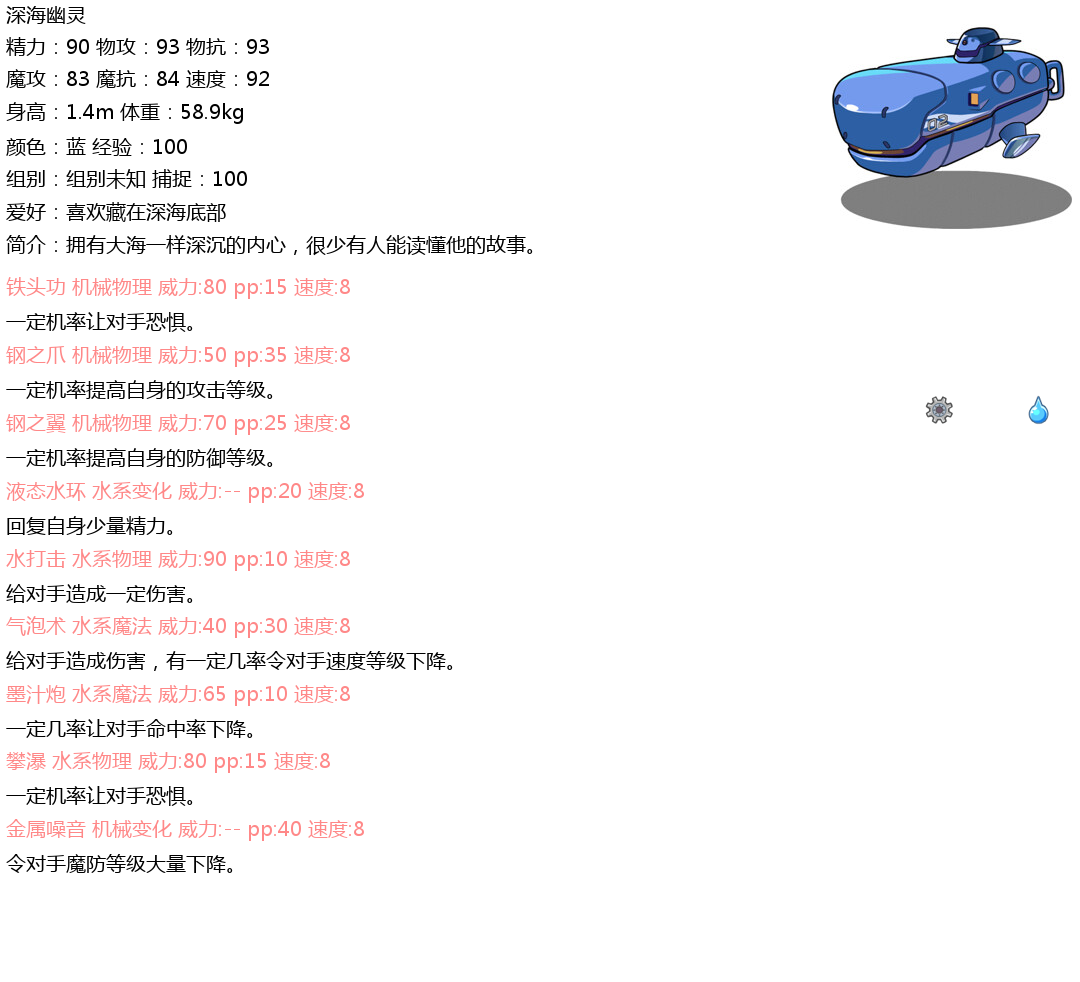 深海幽灵
精力：90 物攻：93 物抗：93
魔攻：83 魔抗：84 速度：92
身高：1.4m 体重：58.9kg
颜色：蓝 经验：100
组别：组别未知 捕捉：100
爱好：喜欢藏在深海底部
简介：拥有大海一样深沉的内心，很少有人能读懂他的故事。
铁头功 机械物理 威力:80 pp:15 速度:8
一定机率让对手恐惧。
钢之爪 机械物理 威力:50 pp:35 速度:8
一定机率提高自身的攻击等级。
钢之翼 机械物理 威力:70 pp:25 速度:8
一定机率提高自身的防御等级。
液态水环 水系变化 威力:-- pp:20 速度:8
回复自身少量精力。
水打击 水系物理 威力:90 pp:10 速度:8
给对手造成一定伤害。
气泡术 水系魔法 威力:40 pp:30 速度:8
给对手造成伤害，有一定几率令对手速度等级下降。
墨汁炮 水系魔法 威力:65 pp:10 速度:8
一定几率让对手命中率下降。
攀瀑 水系物理 威力:80 pp:15 速度:8
一定机率让对手恐惧。
金属噪音 机械变化 威力:-- pp:40 速度:8
令对手魔防等级大量下降。
02